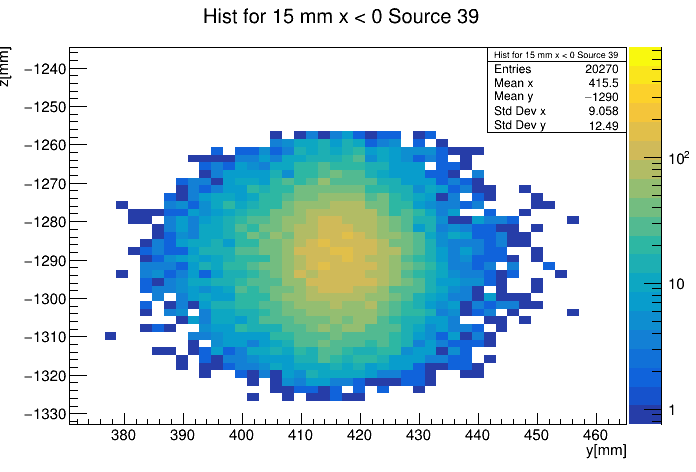 Hist for 15 mm x < 0 Source 39
z[mm]
Hist for 15 mm x < 0 Source 39
Entries 20270
Mean x 415.5
Mean y −1290
Std Dev x 9.058
Std Dev y 12.49
−1240
−1250
−1260
−1270
−1280
−1290
−1300
−1310
−1320
−1330
10²
10
1
380 390 400 410 420 430 440 450 460
y[mm]